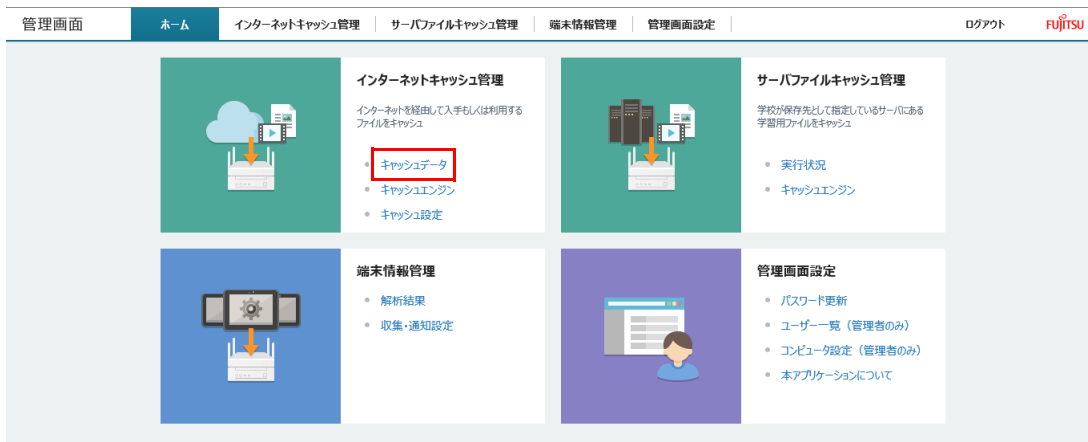 管理画面
ホーム
インターネットキャッシュ管理
サーバファイルキャッシュ管理
端末情報管理
管理画面設定
ログアウト
FUJITSU
インターネットキャッシュ管理
インターネットを経由して入手もしくは利用する
ファイルをキャッシュ
キャッシュデータ
キャッシュエンジン
キャッシュ設定
サーバファイルキャッシュ管理
学校が保存先として指定しているサーバにある
学習用ファイルをキャッシュ
実行状況
キャッシュエンジン
端末情報管理
解析結果
収集・通知設定
管理画面設定
パスワード更新
ユーザー一覧（管理者のみ）
コンピュータ設定（管理者のみ）
本アプリケーションについて